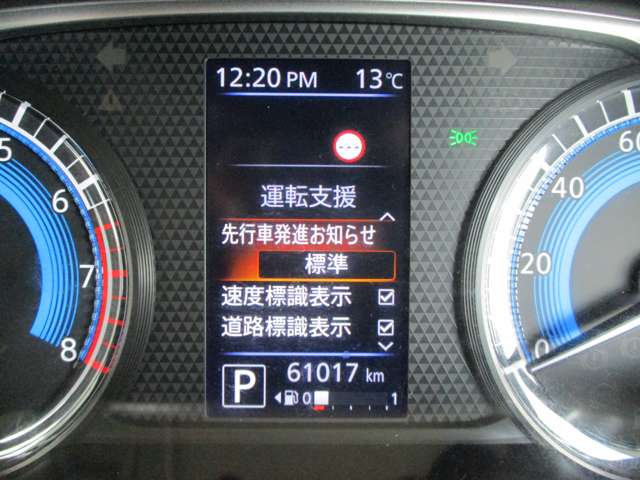 12:20 PM 13℃
運転支援
先行車発進お知らせ
標準
速度標識表示
道路標識表示
P 61017 km
0 1
5
6
7
8
60
40
20
0